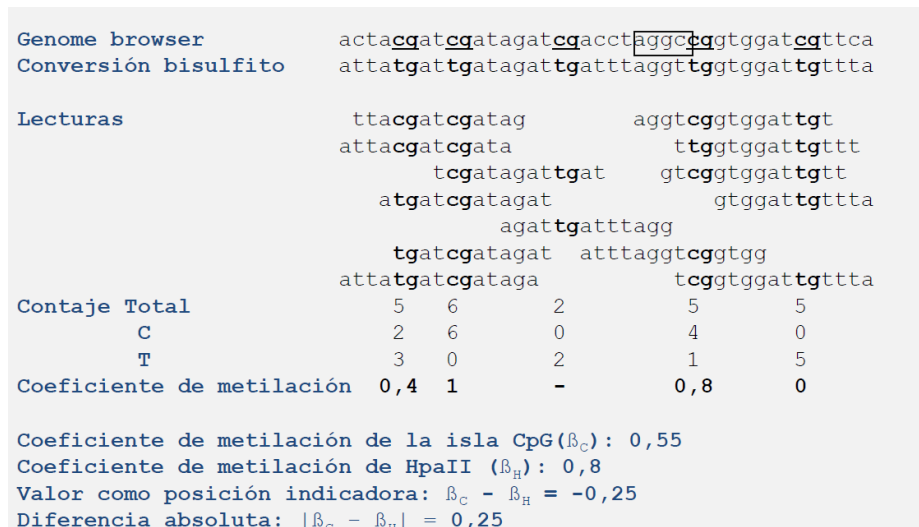 Genome browser actacgatcgatagatcgacctaggcccggtggatcgttca
Conversión bisulfito attatgattgatagattgatttaggtttggtggattgttta
Lecturas ttacgatcgatag aggtcggtggattgt
attacgatcgata ttggtggattgttt
tcgatagattgat gtcggtggattgtt
atgatcgatagat gtggattgttta
agattgatttagg
tgatcgatagat atttaggtcggtgg
attatgatcgataga tcggtggattgttta
Contaje Total 5 6 2 5 5
C 2 6 0 4 0
T 3 0 2 1 5
Coeficiente de metilación 0,4 1 - 0,8 0
Coeficiente de metilación de la isla CpG(ßC): 0,55
Coeficiente de metilación de HpaII (ßH): 0,8
Valor como posición indicadora: ßC - ßH = -0,25
Diferencia absoluta: |ßC - ßH| = 0,25